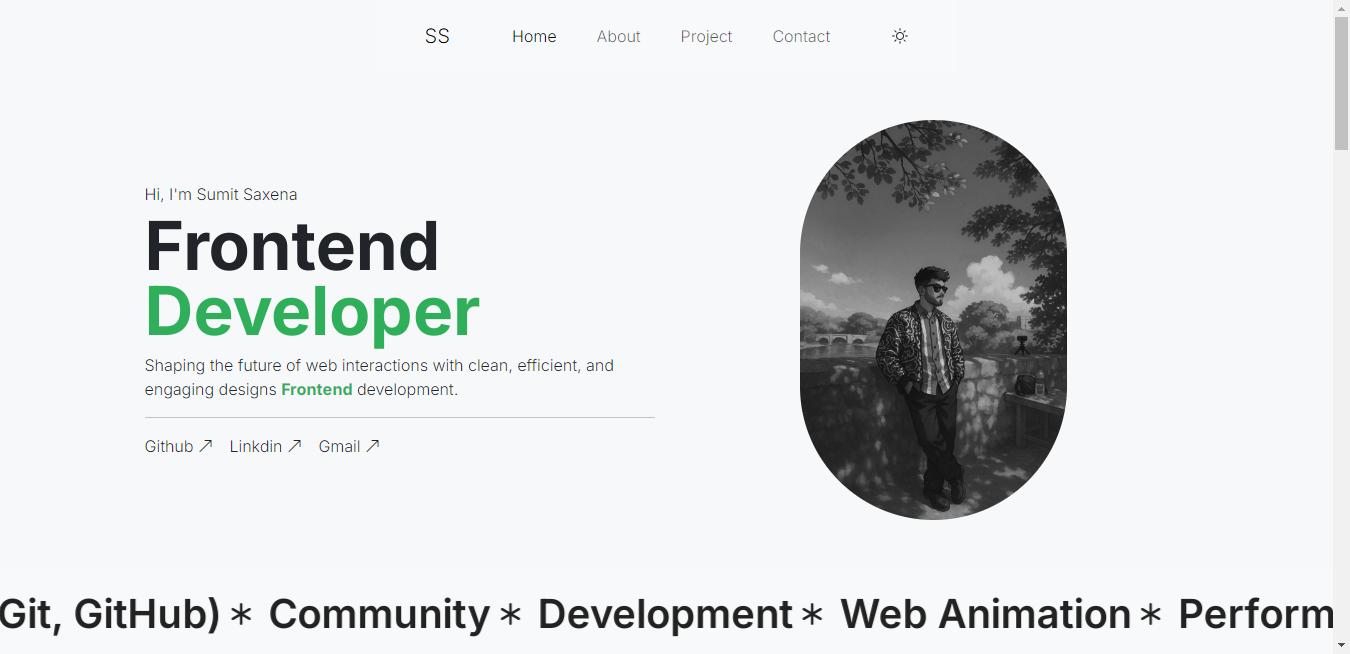 SS Home About Project Contact
Hi, I'm Sumit Saxena
Frontend
Developer
Shaping the future of web interactions with clean, efficient, and
engaging designs Frontend development.
Github ↗ Linkdin ↗ Gmail ↗
Git, GitHub) * Community * Development * Web Animation * Perform